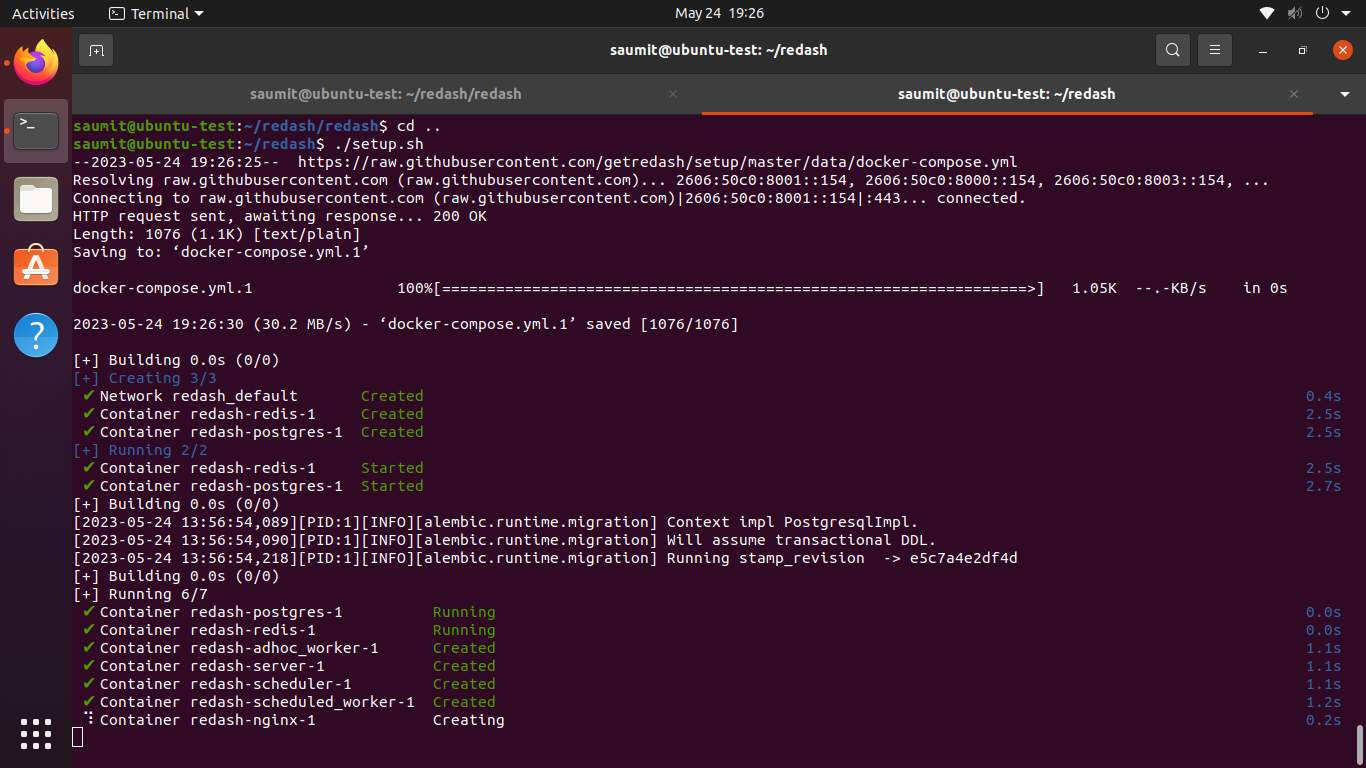 Activities Terminal May 24 19:26
saumit@ubuntu-test: ~/redash
saumit@ubuntu-test: ~/redash/redash × saumit@ubuntu-test: ~/redash ×
saumit@ubuntu-test:~/redash/redash$ cd ..
saumit@ubuntu-test:~/redash$ ./setup.sh
--2023-05-24 19:26:25-- https://raw.githubusercontent.com/getredash/setup/master/data/docker-compose.yml
Resolving raw.githubusercontent.com (raw.githubusercontent.com)... 2606:50c0:8001::154, 2606:50c0:8000::154, 2606:50c0:8003::154, ...
Connecting to raw.githubusercontent.com (raw.githubusercontent.com)|2606:50c0:8001::154|:443... connected.
HTTP request sent, awaiting response... 200 OK
Length: 1076 (1.1K) [text/plain]
Saving to: ‘docker-compose.yml.1’
docker-compose.yml.1 100%[=================================================================>] 1.05K --.-KB/s in 0s
2023-05-24 19:26:30 (30.2 MB/s) - ‘docker-compose.yml.1’ saved [1076/1076]
[+] Building 0.0s (0/0)
[+] Creating 3/3
✔ Network redash_default Created 0.4s
✔ Container redash-redis-1 Created 2.5s
✔ Container redash-postgres-1 Created 2.5s
[+] Running 2/2
✔ Container redash-redis-1 Started 2.5s
✔ Container redash-postgres-1 Started 2.7s
[+] Building 0.0s (0/0)
[2023-05-24 13:56:54,089][PID:1][INFO][alembic.runtime.migration] Context impl PostgresqlImpl.
[2023-05-24 13:56:54,090][PID:1][INFO][alembic.runtime.migration] Will assume transactional DDL.
[2023-05-24 13:56:54,218][PID:1][INFO][alembic.runtime.migration] Running stamp_revision -> e5c7a4e2df4d
[+] Building 0.0s (0/0)
[+] Running 6/7
✔ Container redash-postgres-1 Running 0.0s
✔ Container redash-redis-1 Running 0.0s
✔ Container redash-adhoc_worker-1 Created 1.1s
✔ Container redash-server-1 Created 1.1s
✔ Container redash-scheduler-1 Created 1.1s
✔ Container redash-scheduled_worker-1 Created 1.2s
⠹ Container redash-nginx-1 Creating 0.2s